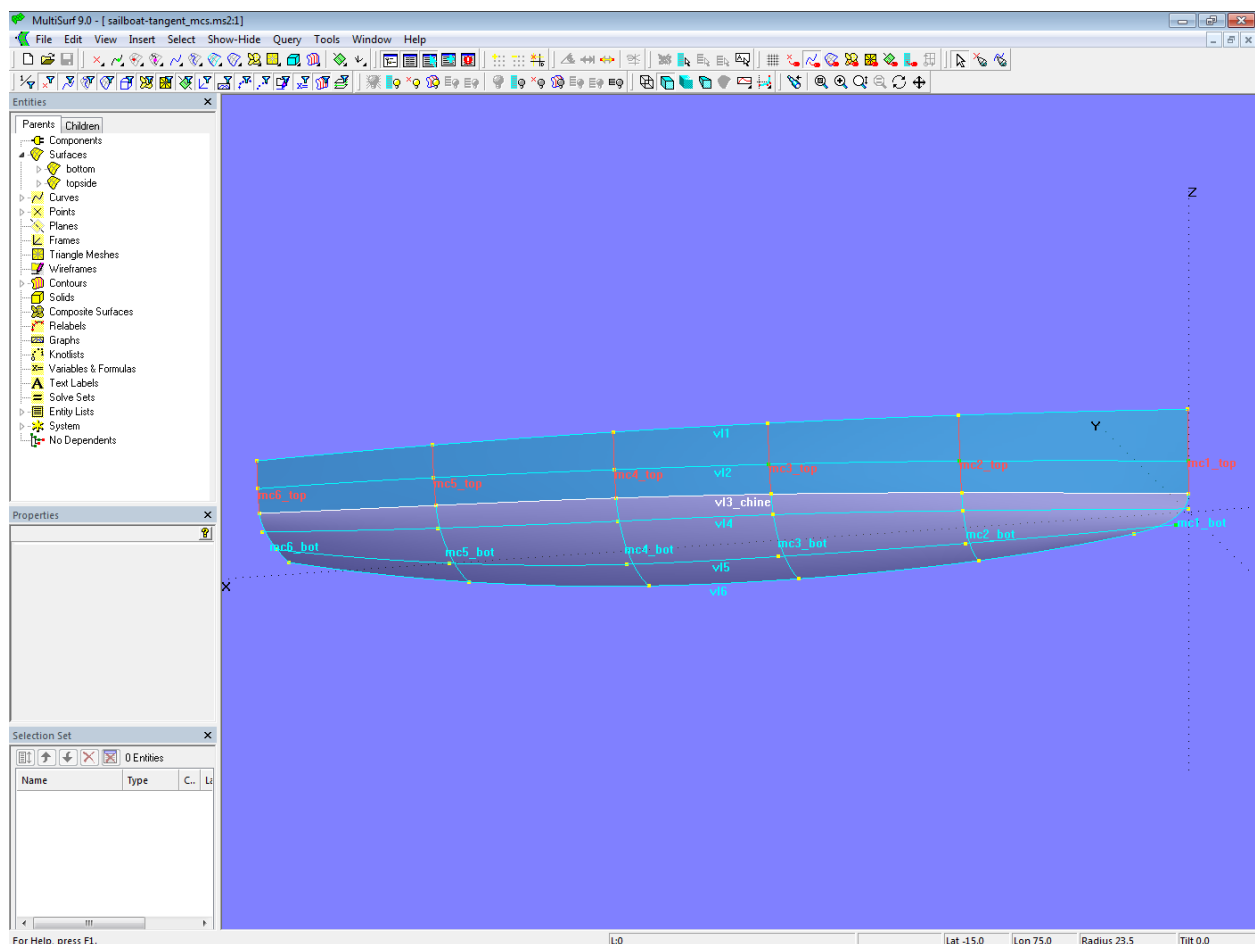 MultiSurf 9.0 - [ sailboat-tangent_mcs.ms2:1]
File Edit View Insert Select Show-Hide Query Tools Window Help
Entities
Parents Children
Components
Surfaces
bottom
topside
Curves
Points
Planes
Frames
Triangle Meshes
Wireframes
Contours
Solids
Composite Surfaces
Relabels
Graphs
Knotlists
Variables & Formulas
Text Labels
Solve Sets
Entity Lists
System
No Dependents
Properties
Selection Set
0 Entities
Name Type C.. La
Z
Y
X
vl1
vl2
mc6_top mc5_top mc4_top mc3_top mc2_top mc1_top
vl3_chine
vl4
mc6_bot mc5_bot mc4_bot mc3_bot mc2_bot mc1_bot
vl5
vl6
For Help, press F1. L:0 Lat -15.0 Lon 75.0 Radius 23.5 Tilt 0.0